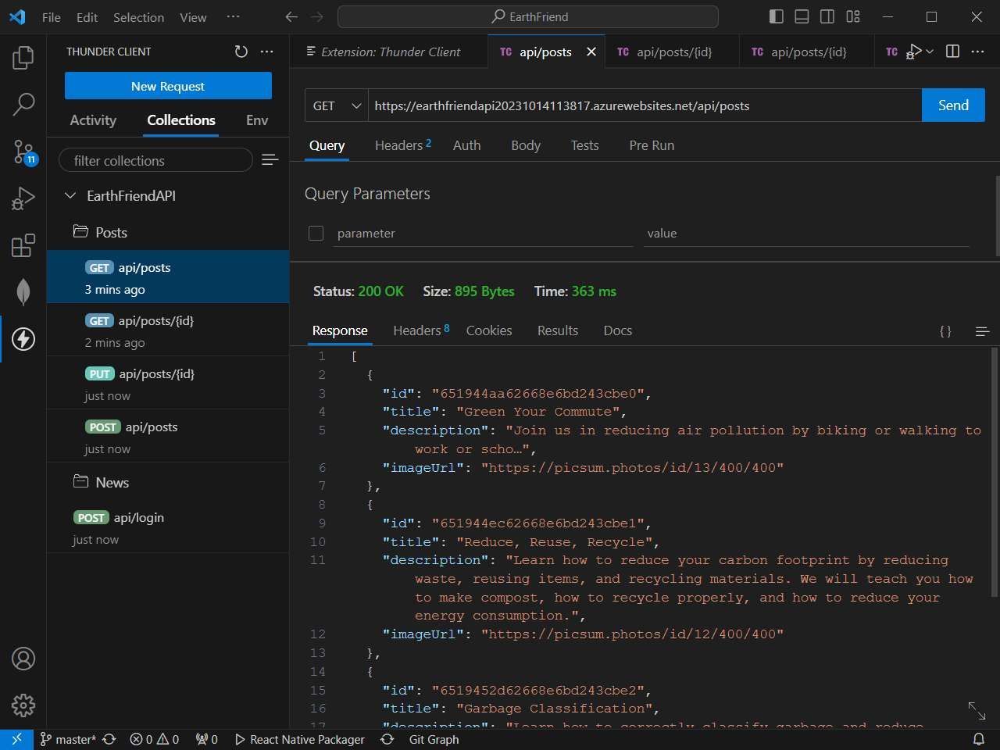 File Edit Selection View ··· EarthFriend
THUNDER CLIENT
New Request
Activity Collections Env
filter collections
EarthFriendAPI
Posts
GET api/posts
3 mins ago
GET api/posts/{id}
2 mins ago
PUT api/posts/{id}
just now
POST api/posts
just now
News
POST api/login
just now
11
Extension: Thunder Client TC api/posts TC api/posts/{id} TC api/posts/{id} TC
GET https://earthfriendapi20231014113817.azurewebsites.net/api/posts Send
Query Headers 2 Auth Body Tests Pre Run
Query Parameters
parameter value
Status: 200 OK Size: 895 Bytes Time: 363 ms
Response Headers 8 Cookies Results Docs { }
1 [
2 {
3 "id": "651944aa62668e6bd243cbe0",
4 "title": "Green Your Commute",
5 "description": "Join us in reducing air pollution by biking or walking to
work or scho…",
6 "imageUrl": "https://picsum.photos/id/13/400/400"
7 },
8 {
9 "id": "651944ec62668e6bd243cbe1",
10 "title": "Reduce, Reuse, Recycle",
11 "description": "Learn how to reduce your carbon footprint by reducing
waste, reusing items, and recycling materials. We will teach you how
to make compost, how to recycle properly, and how to reduce your
energy consumption.",
12 "imageUrl": "https://picsum.photos/id/12/400/400"
13 },
14 {
15 "id": "6519452d62668e6bd243cbe2",
16 "title": "Garbage Classification",
17 "description": "Learn how to correctly classify garbage and reduce
master* 0 0 0 React Native Packager Git Graph